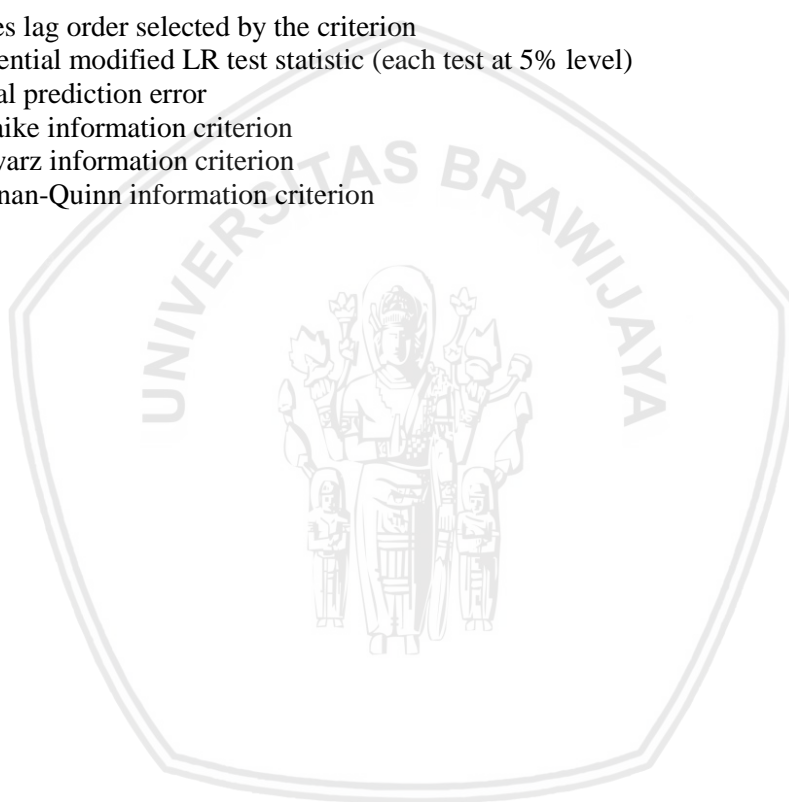 es lag order selected by the criterion
ential modified LR test statistic (each test at 5% level)
al prediction error
aike information criterion
varz information criterion
nan-Quinn information criterion
UNIVERSITAS BRAWIJAYA